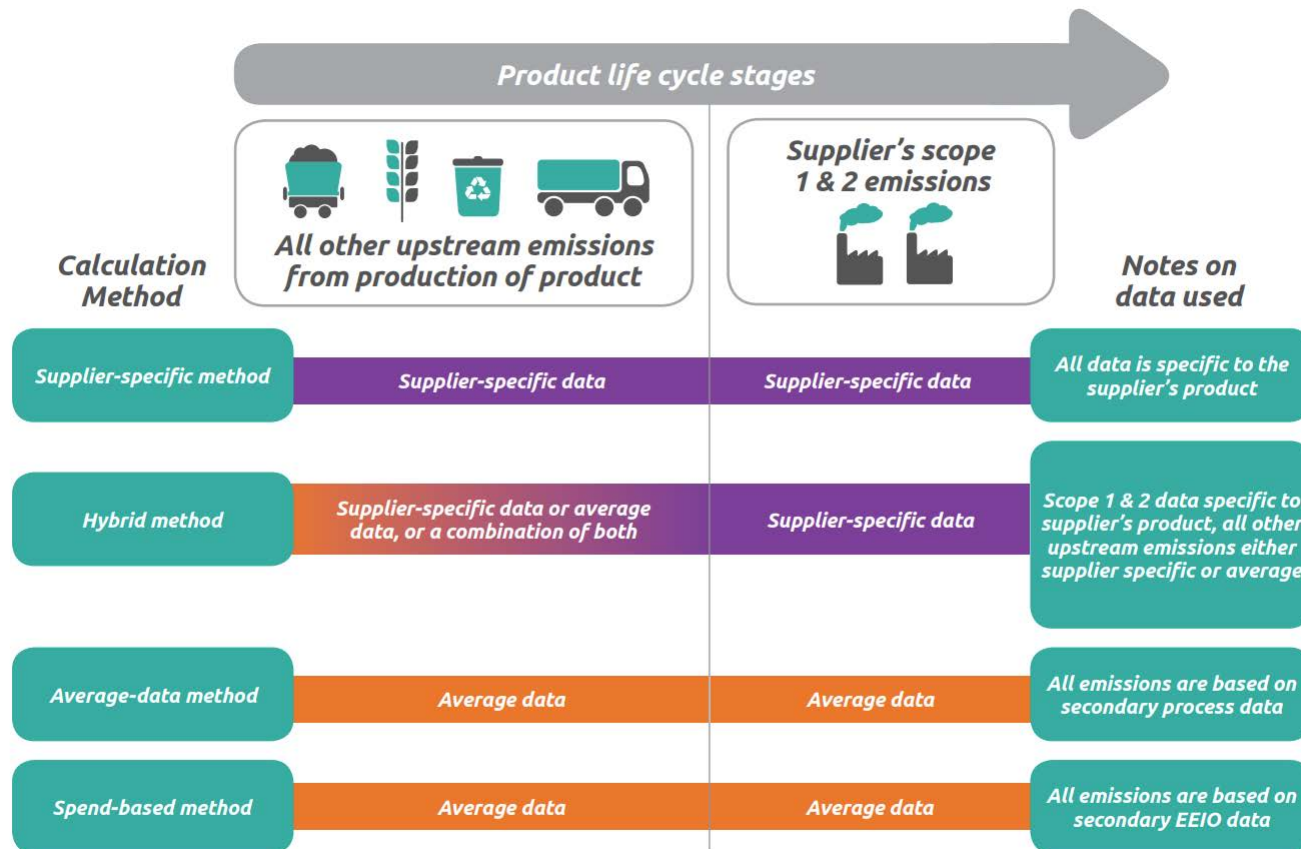 Product life cycle stages
All other upstream emissions
from production of product
Supplier's scope
1 & 2 emissions
Calculation
Method
Notes on
data used
Supplier-specific method
Supplier-specific data
Supplier-specific data
All data is specific to the
supplier's product
Hybrid method
Supplier-specific data or average
data, or a combination of both
Supplier-specific data
Scope 1 & 2 data specific to
supplier's product, all other
upstream emissions either
supplier specific or average
Average-data method
Average data
Average data
All emissions are based on
secondary process data
Spend-based method
Average data
Average data
All emissions are based on
secondary EEIO data